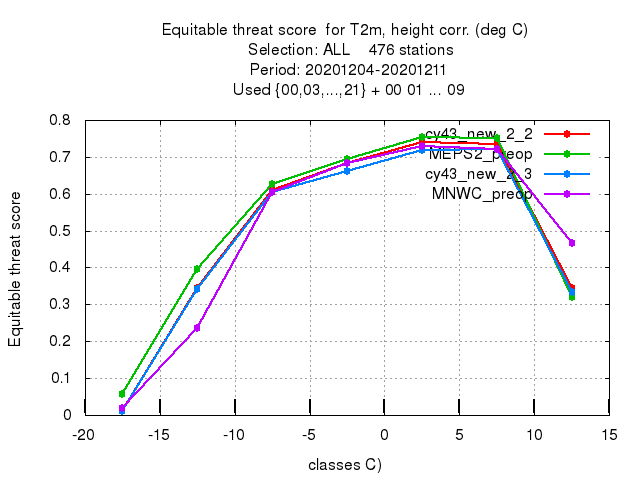 Equitable threat score for T2m, height corr. (deg C)
Selection: ALL 476 stations
Period: 20201204-20201211
Used {00,03,...,21} + 00 01 ... 09
cy43_new_2_2
MEPS2_preop
cy43_new_2_3
MNWC_preop
Equitable threat score
0.8
0.7
0.6
0.5
0.4
0.3
0.2
0.1
0
-20 -15 -10 -5 0 5 10 15
classes C)